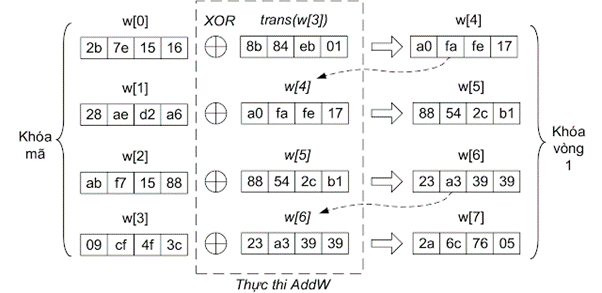 w[0] XOR trans(w[3]) w[4]
2b 7e 15 16 8b 84 eb 01 a0 fa fe 17
w[1] w[4] w[5]
28 ae d2 a6 a0 fa fe 17 88 54 2c b1
Khóa mã
w[2] w[5] w[6]
Khóa vòng 1
ab f7 15 88 88 54 2c b1 23 a3 39 39
w[3] w[6] w[7]
09 cf 4f 3c 23 a3 39 39 2a 6c 76 05
Thực thi AddW